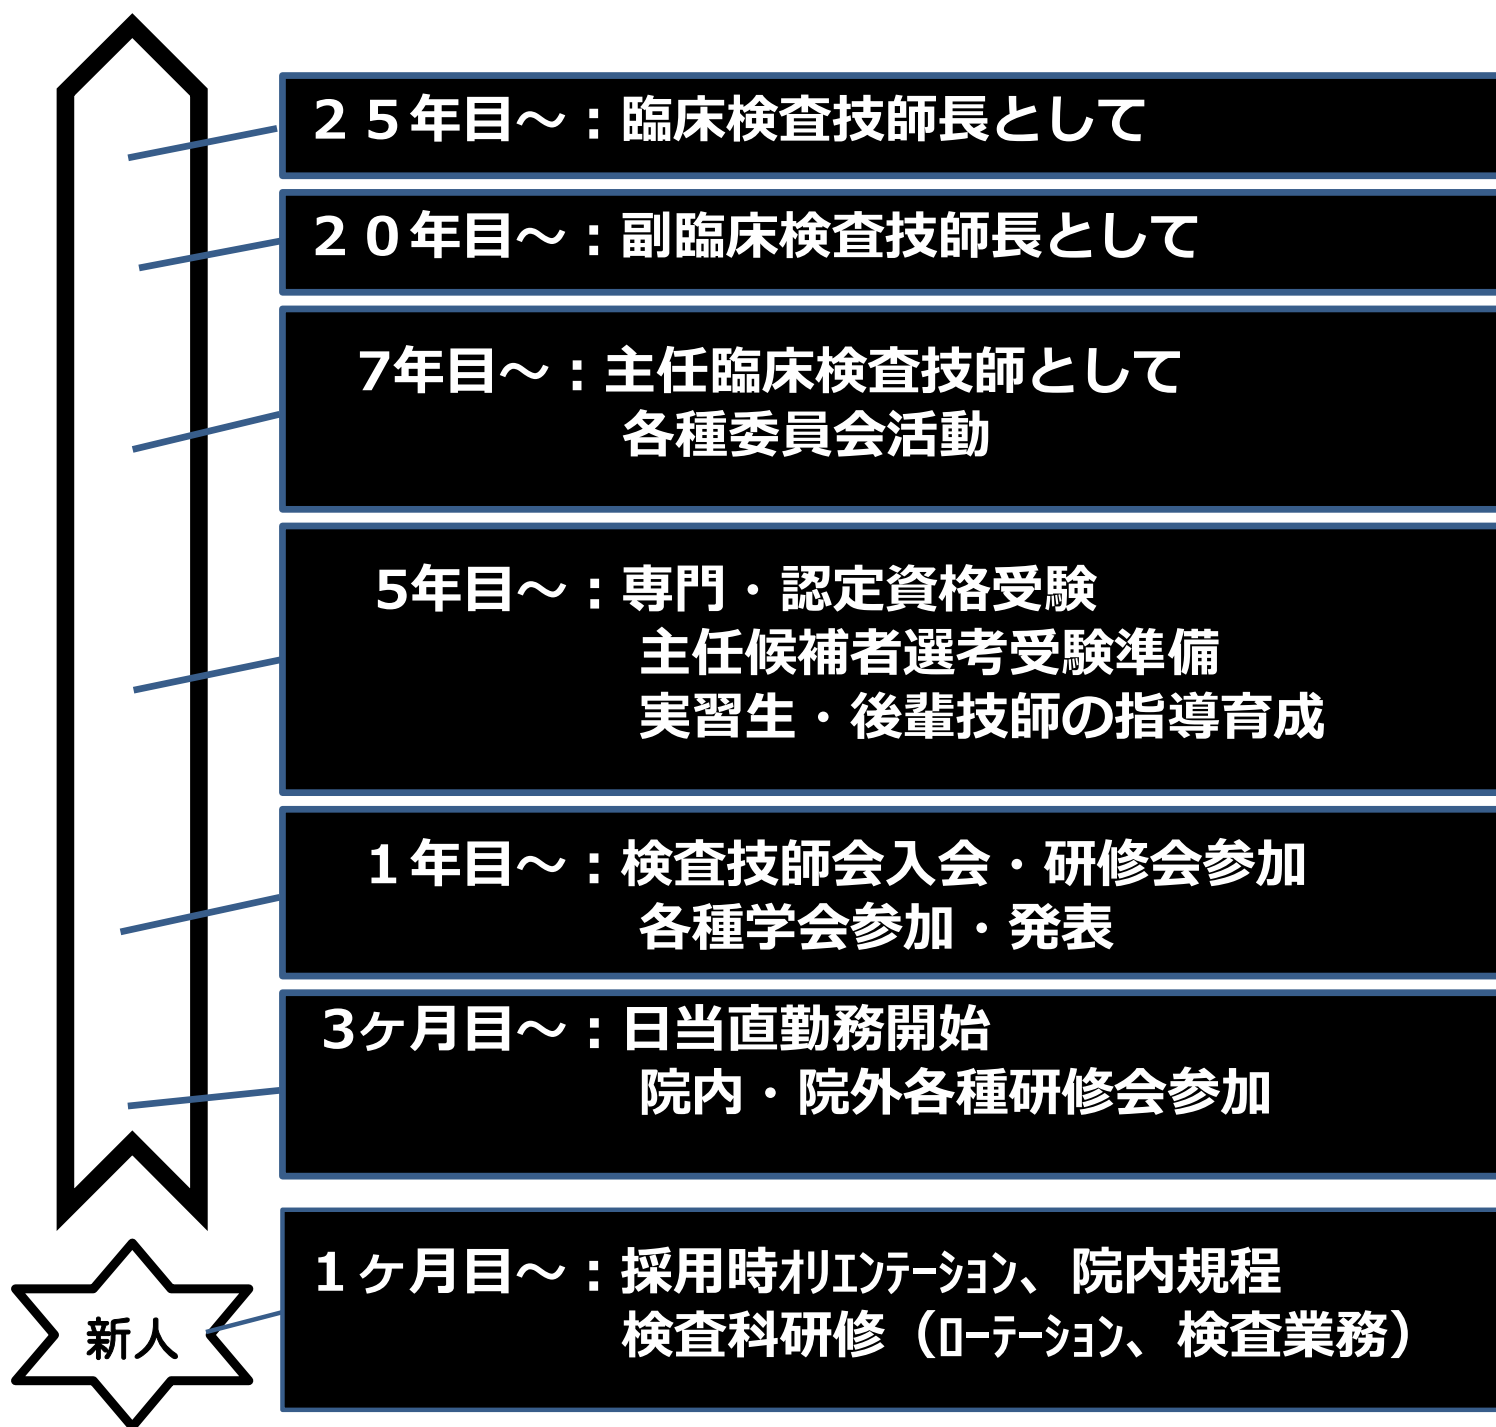 ２５年目～：臨床検査技師長として
２０年目～：副臨床検査技師長として
7年目～：主任臨床検査技師として
各種委員会活動
5年目～：専門・認定資格受験
主任候補者選考受験準備
実習生・後輩技師の指導育成
１年目～：検査技師会入会・研修会参加
各種学会参加・発表
3ヶ月目～：日当直勤務開始
院内・院外各種研修会参加
１ヶ月目～：採用時ｵﾘｴﾝﾃｰｼｮﾝ、院内規程
検査科研修（ﾛｰﾃｰｼｮﾝ、検査業務）
新人